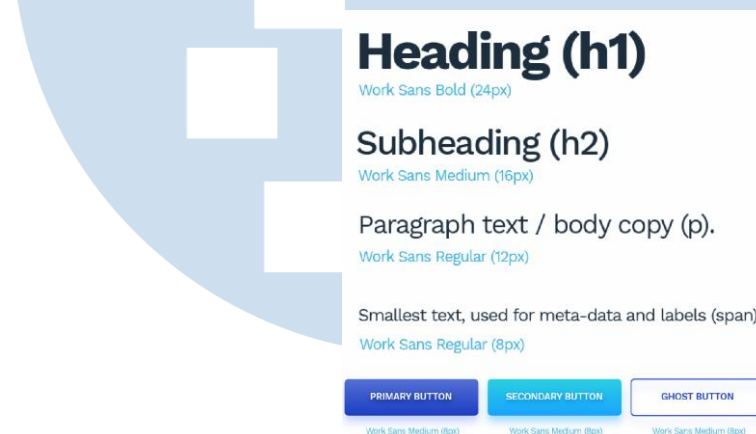 Heading (h1)
Work Sans Bold (24px)
Subheading (h2)
Work Sans Medium (16px)
Paragraph text / body copy (p).
Work Sans Regular (12px)
Smallest text, used for meta-data and labels (span)
Work Sans Regular (8px)
PRIMARY BUTTON SECONDARY BUTTON GHOST BUTTON
Work Sans Medium (8px) Work Sans Medium (8px) Work Sans Medium (8px)